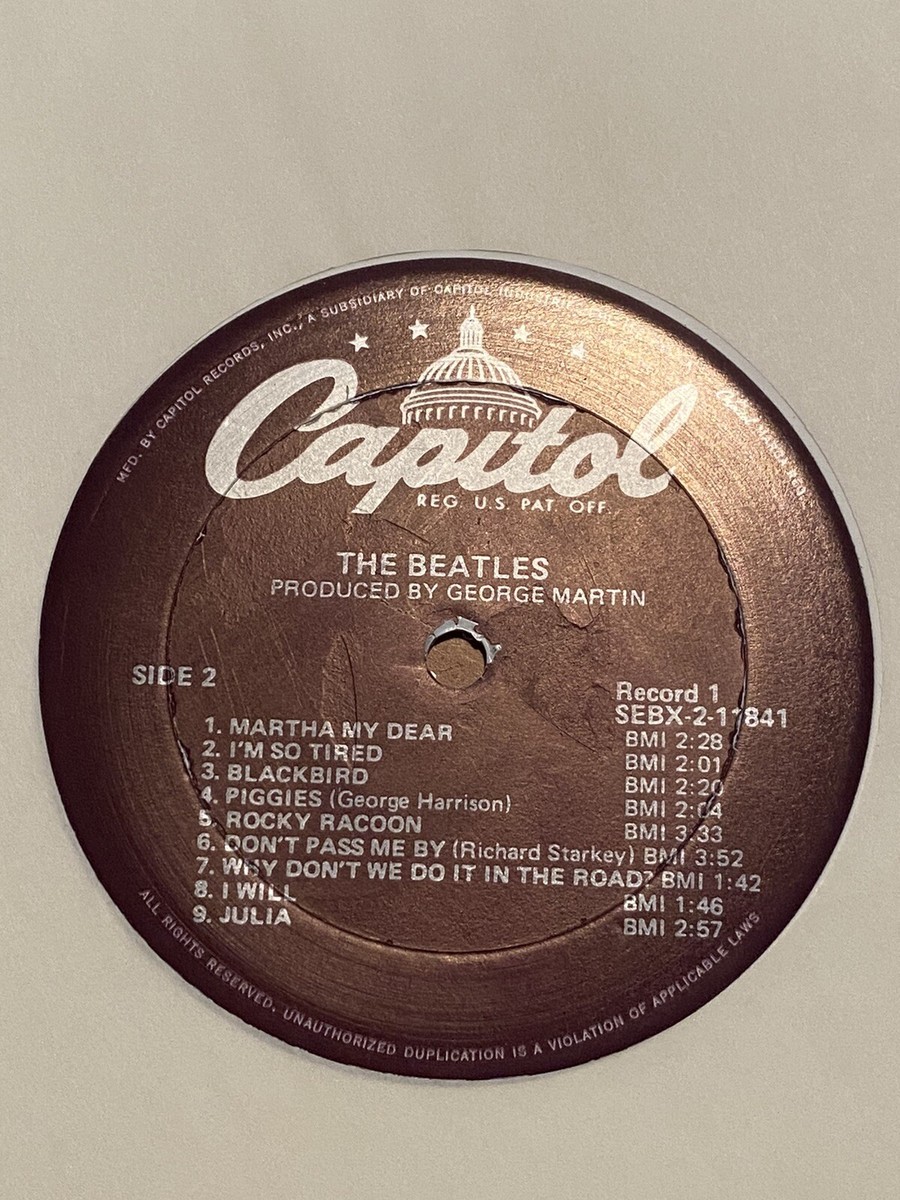 MFD. BY CAPITOL RECORDS, INC., A SUBSIDIARY OF CAPITOL INDUSTRIES
Capitol
REG. U.S. PAT. OFF.
THE BEATLES
PRODUCED BY GEORGE MARTIN
SIDE 2
Record 1
SEBX-2-11841
1. MARTHA MY DEAR BMI 2:28
2. I'M SO TIRED BMI 2:01
3. BLACKBIRD BMI 2:20
4. PIGGIES (George Harrison) BMI 2:04
5. ROCKY RACOON BMI 3:33
6. DON'T PASS ME BY (Richard Starkey) BMI 3:52
7. WHY DON'T WE DO IT IN THE ROAD? BMI 1:42
8. I WILL BMI 1:46
9. JULIA BMI 2:57
ALL RIGHTS RESERVED. UNAUTHORIZED DUPLICATION IS A VIOLATION OF APPLICABLE LAWS